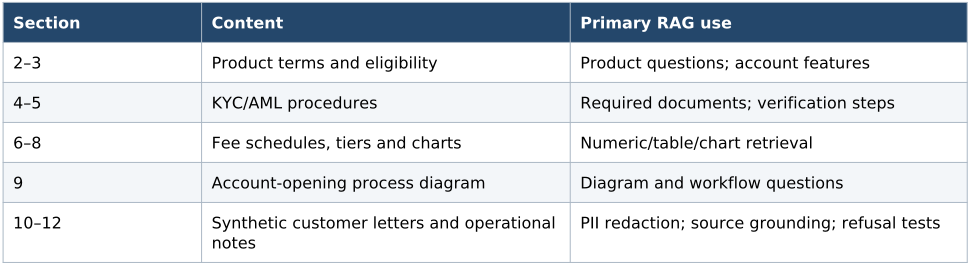 Section Content Primary RAG use
2–3 Product terms and eligibility Product questions; account features
4–5 KYC/AML procedures Required documents; verification steps
6–8 Fee schedules, tiers and charts Numeric/table/chart retrieval
9 Account-opening process diagram Diagram and workflow questions
10–12 Synthetic customer letters and operational PII redaction; source grounding; refusal tests
notes